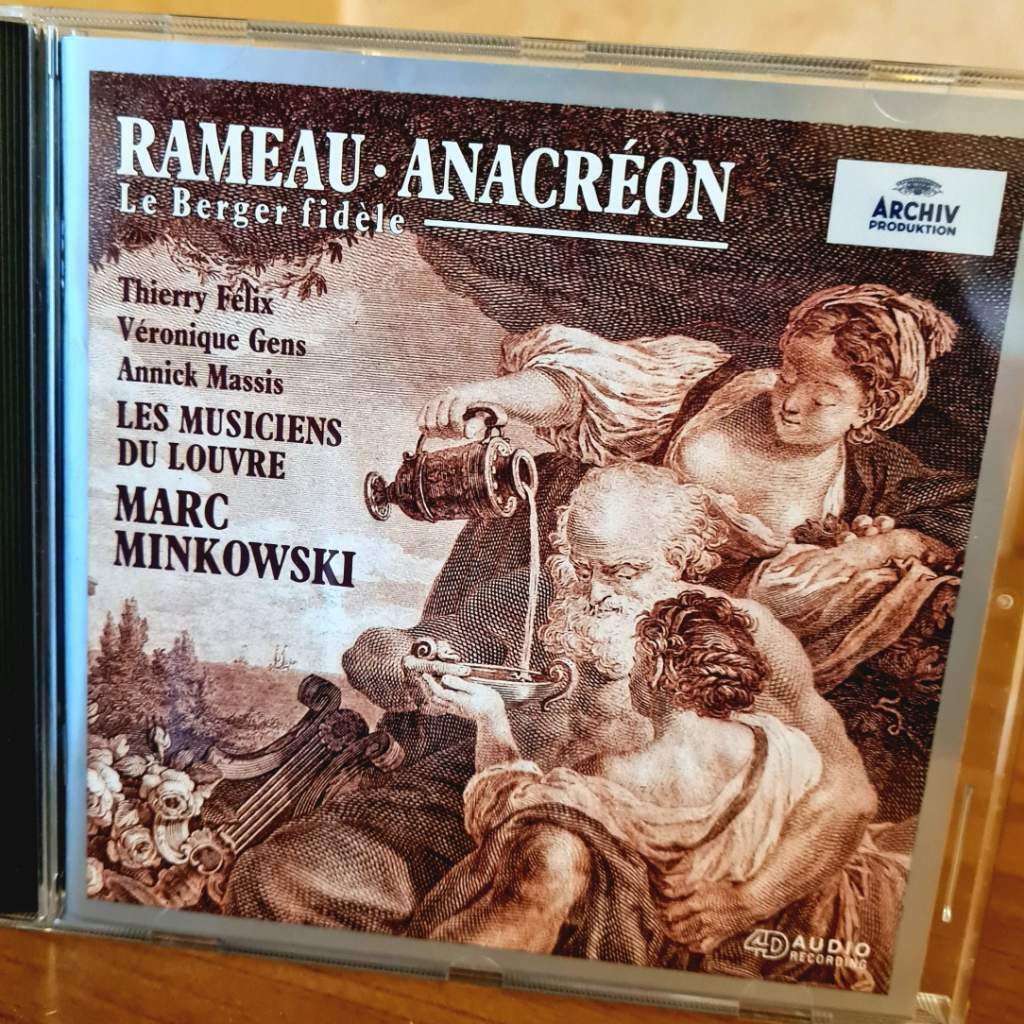 RAMEAU · ANACRÉON
Le Berger fidèle
ARCHIV
PRODUKTION
Thierry Félix
Véronique Gens
Annick Massis
LES MUSICIENS
DU LOUVRE
MARC
MINKOWSKI
4D AUDIO
RECORDING